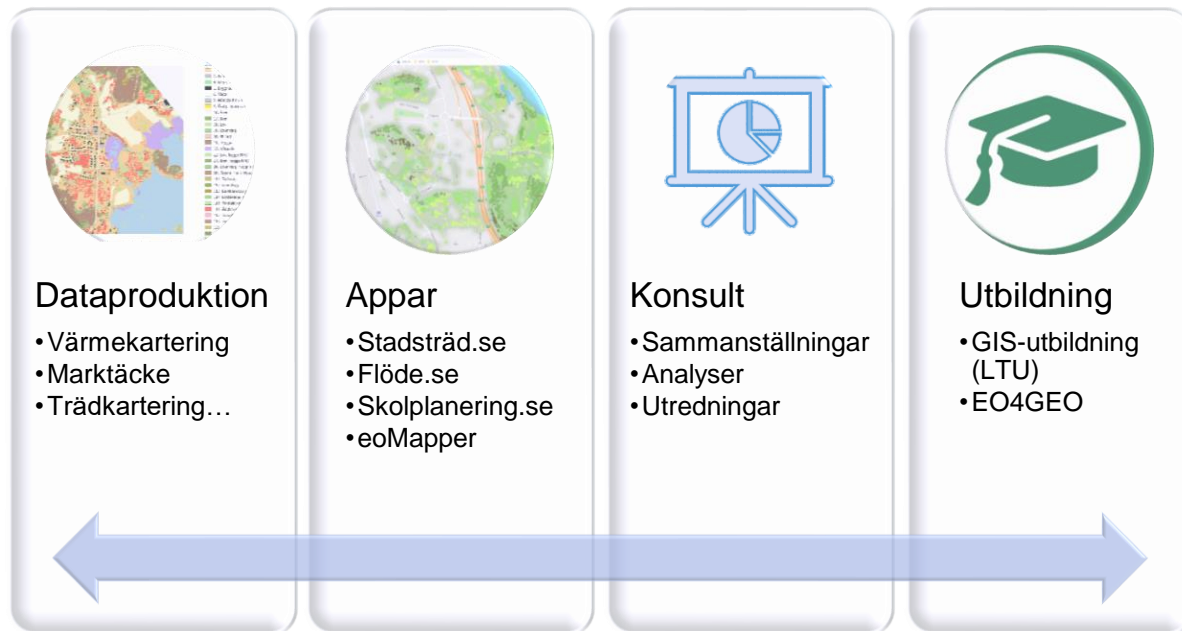 Dataproduktion
•Värmekartering
•Marktäcke
•Trädkartering…
Appar
•Stadsträd.se
•Flöde.se
•Skolplanering.se
•eoMapper
Konsult
•Sammanställningar
•Analyser
•Utredningar
Utbildning
•GIS-utbildning
(LTU)
•EO4GEO